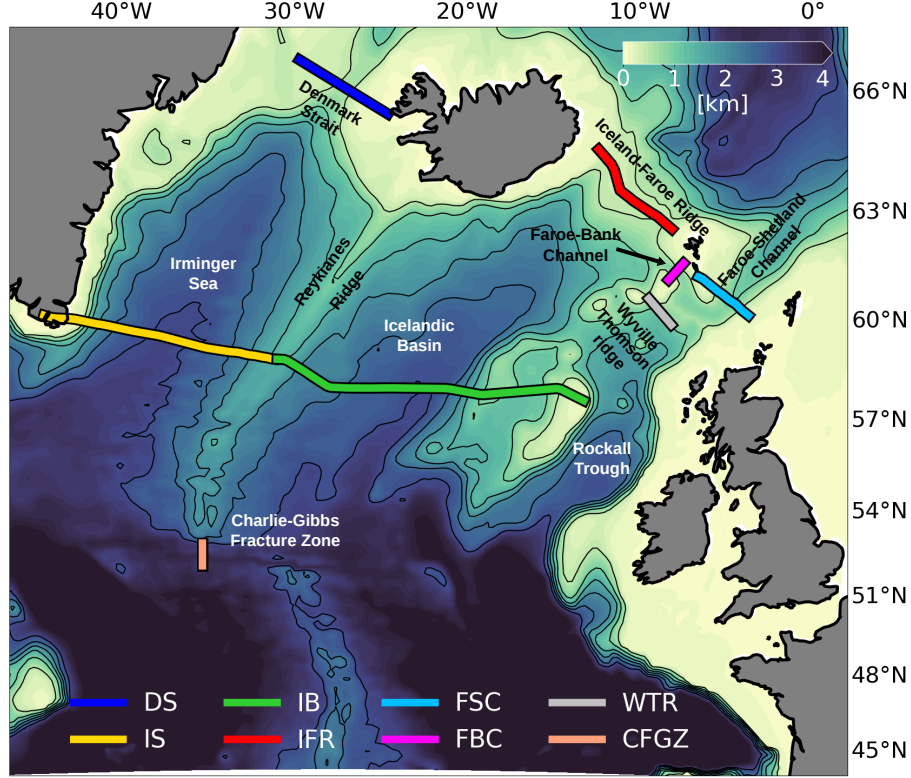 40°W
30°W
20°W
10°W
0°
0 1 2 3 4
[km]
66°N
63°N
60°N
57°N
54°N
51°N
48°N
45°N
Denmark
Strait
Iceland-Faroe Ridge
Faroe-Bank
Channel
Faroe-Shetland
Channel
Irminger
Sea
Reykianes
Ridge
Icelandic
Basin
Wyville
Thomson
ridge
Rockall
Trough
Charlie-Gibbs
Fracture Zone
DS
IB
FSC
WTR
IS
IFR
FBC
CFGZ